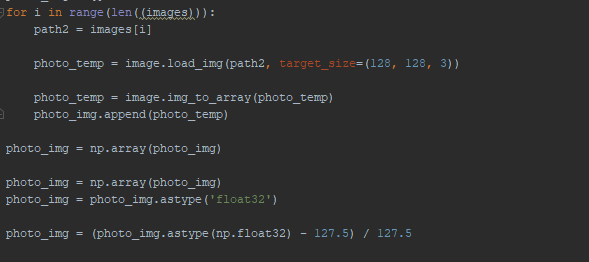 for i in range(len((images))):
    path2 = images[i]
    photo_temp = image.load_img(path2, target_size=(128, 128, 3))
    photo_temp = image.img_to_array(photo_temp)
    photo_img.append(photo_temp)
photo_img = np.array(photo_img)
photo_img = np.array(photo_img)
photo_img = photo_img.astype('float32')
photo_img = (photo_img.astype(np.float32) - 127.5) / 127.5